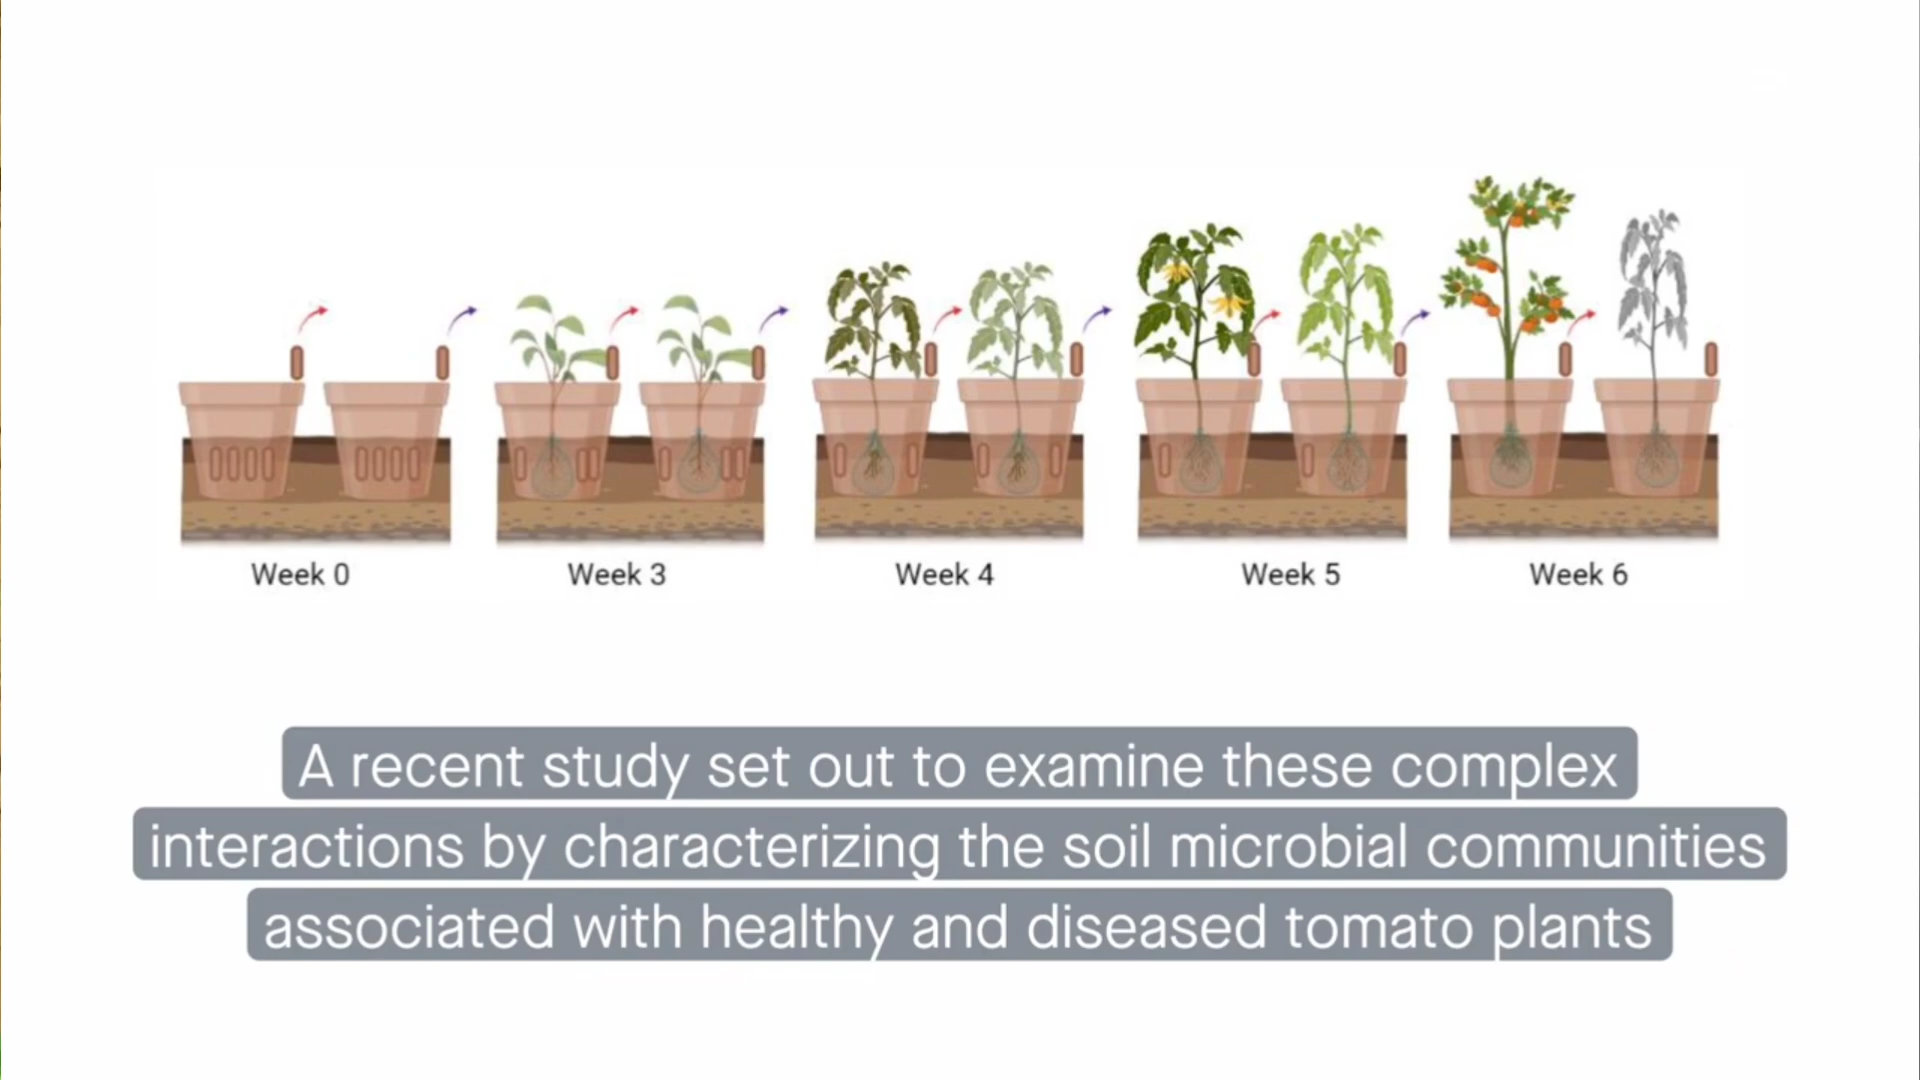 Week 0
Week 3
Week 4
Week 5
Week 6
A recent study set out to examine these complex
interactions by characterizing the soil microbial communities
associated with healthy and diseased tomato plants